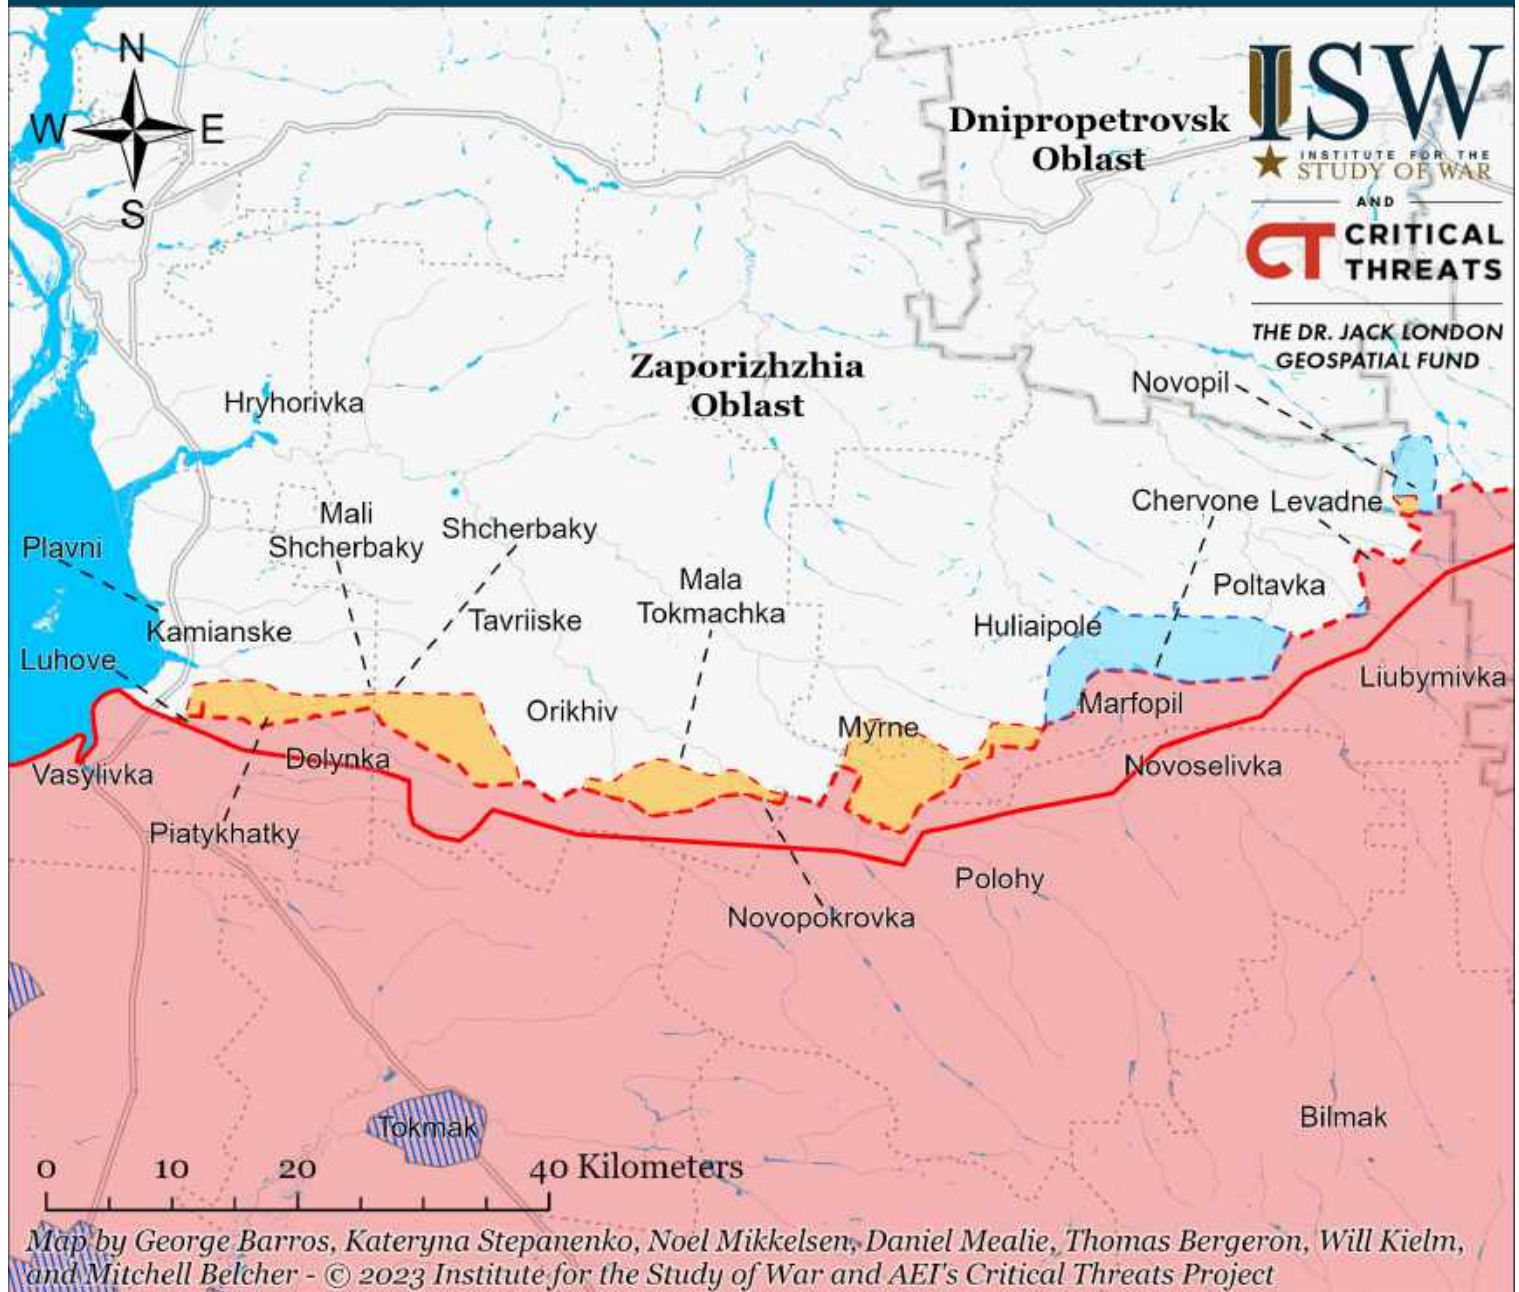 N
W E
S
Dnipropetrovsk
Oblast
ISW
INSTITUTE FOR THE
STUDY OF WAR
AND
CT CRITICAL
THREATS
THE DR. JACK LONDON
GEOSPATIAL FUND
Zaporizhzhia
Oblast
Novopil
Hryhorivka
Mali
Shcherbaky
Shcherbaky
Chervone
Levadne
Plavni
Mala
Tokmachka
Poltavka
Kamianske
Tavriiske
Huliaipole
Luhove
Orikhiv
Myrne
Marfopil
Liubymivka
Vasylivka
Dolynka
Novoselivka
Piatykhatky
Polohy
Novopokrovka
Tokmak
Bilmak
0 10 20 40 Kilometers
Map by George Barros, Kateryna Stepanenko, Noel Mikkelsen, Daniel Mealie, Thomas Bergeron, Will Kielm,
and Mitchell Belcher - © 2023 Institute for the Study of War and AEI's Critical Threats Project